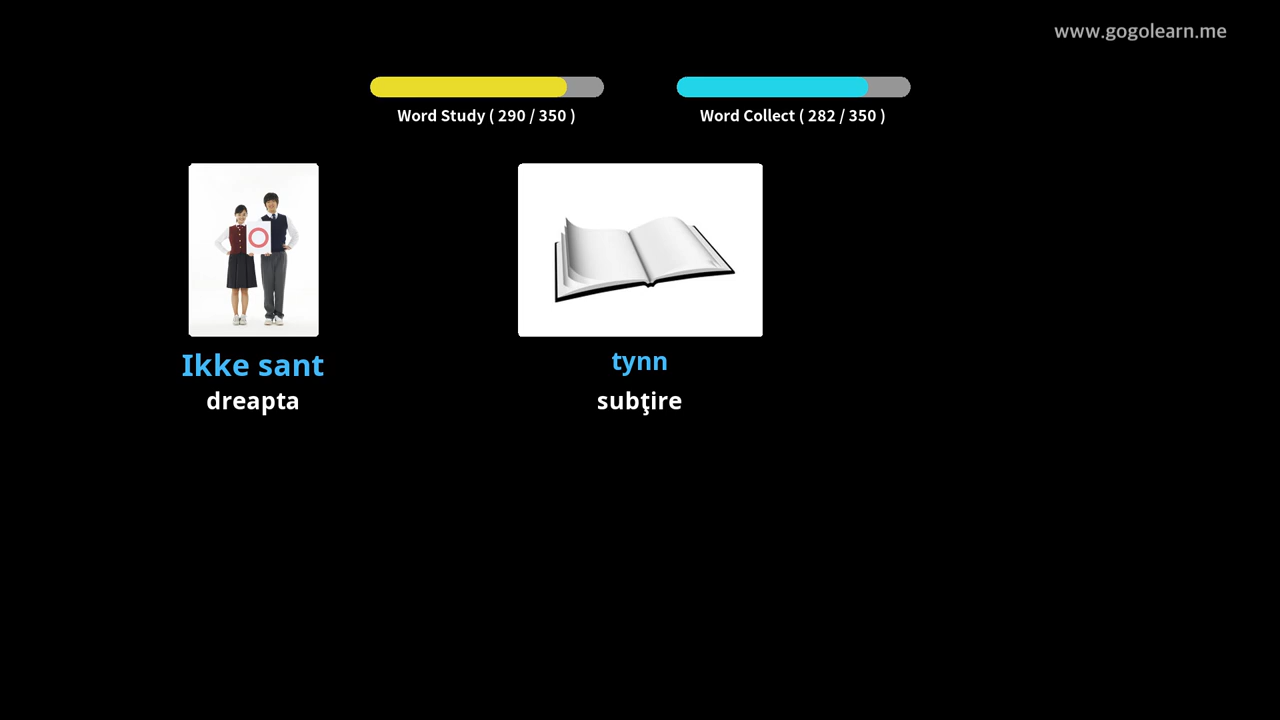 www.gogolearn.me
Word Study ( 290 / 350 )
Word Collect ( 282 / 350 )
Ikke sant
dreapta
tynn
subţire